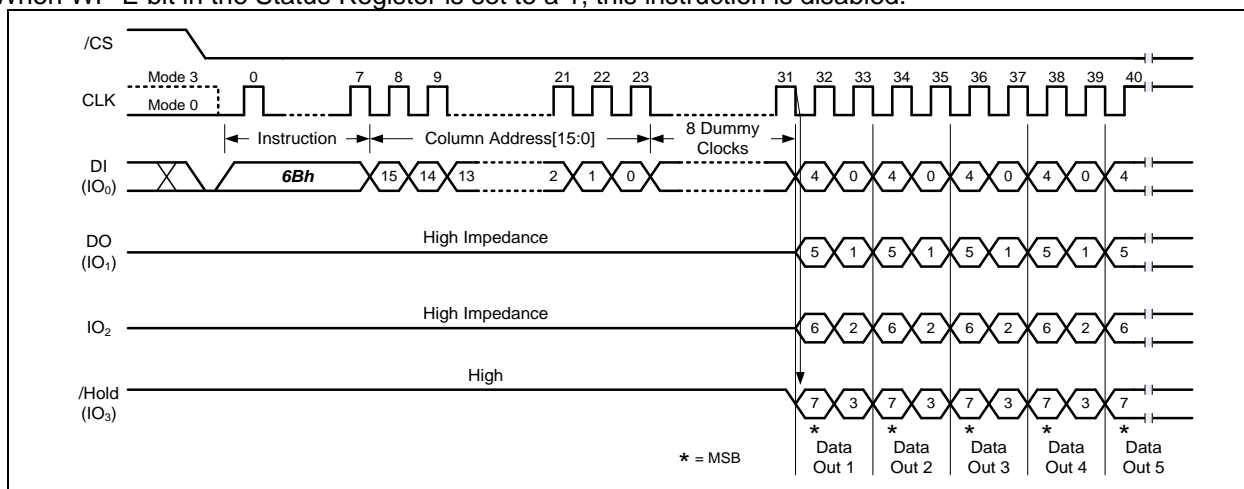 When WP-E bit in the Status Register is set to a 1, this instruction is disabled.
/CS
Mode 3 0 7 8 9 21 22 23 31 32 33 34 35 36 37 38 39 40
CLK
Mode 0
Instruction Column Address[15:0] 8 Dummy Clocks
DI
(IO₀)
6Bh 15 14 13 2 1 0 4 0 4 0 4 0 4 0 4
High Impedance
DO
(IO₁)
5 1 5 1 5 1 5 1 5
High Impedance
IO₂ 6 2 6 2 6 2 6 2 6
High
/Hold
(IO₃)
7 3 7 3 7 3 7 3 7
* * * * *
* = MSB
Data Out 1
Data Out 2
Data Out 3
Data Out 4
Data Out 5